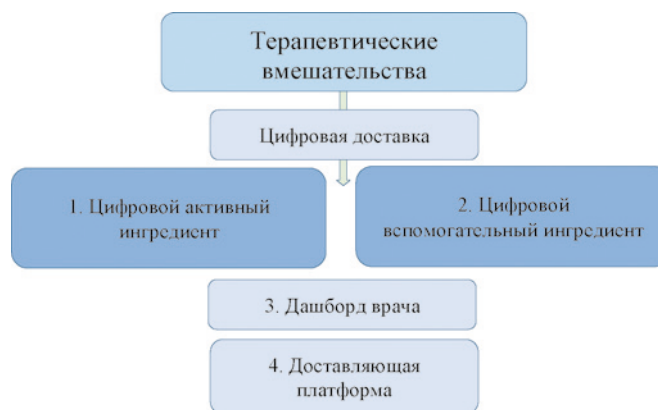 Терапевтические
вмешательства
Цифровая доставка
1. Цифровой активный
ингредиент
2. Цифровой
вспомогательный ингредиент
3. Дашборд врача
4. Доставляющая
платформа